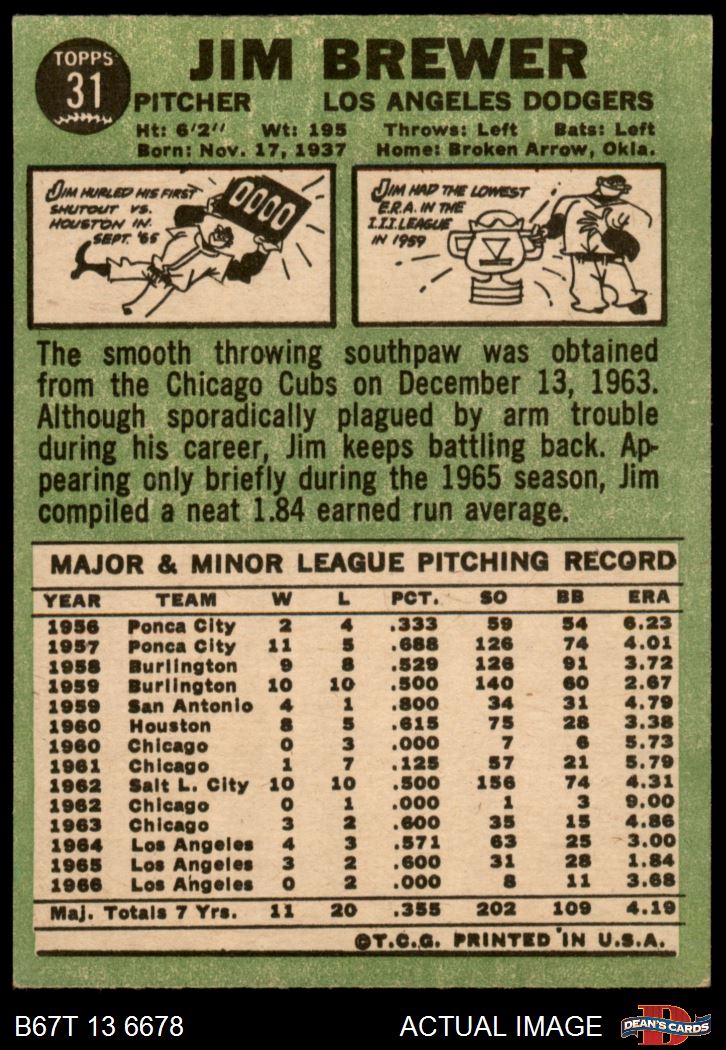 TOPPS
31
JIM BREWER
PITCHER LOS ANGELES DODGERS
Ht: 6'2" Wt: 195 Throws: Left Bats: Left
Born: Nov. 17, 1937 Home: Broken Arrow, Okla.
JIM HURLED HIS FIRST
SHUTOUT VS.
HOUSTON IN
SEPT. '65
0000
JIM HAD THE LOWEST
E.R.A. IN THE
I.I.I. LEAGUE
IN 1959
The smooth throwing southpaw was obtained
from the Chicago Cubs on December 13, 1963.
Although sporadically plagued by arm trouble
during his career, Jim keeps battling back. Ap-
pearing only briefly during the 1965 season, Jim
compiled a neat 1.84 earned run average.
MAJOR & MINOR LEAGUE PITCHING RECORD
YEAR TEAM W L PCT. SO BB ERA
1956 Ponca City 2 4 .333 59 54 6.23
1957 Ponca City 11 5 .688 126 74 4.01
1958 Burlington 9 8 .529 126 91 3.72
1959 Burlington 10 10 .500 140 60 2.67
1959 San Antonio 4 1 .800 34 31 4.79
1960 Houston 8 5 .615 75 28 3.38
1960 Chicago 0 3 .000 7 6 5.73
1961 Chicago 1 7 .125 57 21 5.79
1962 Salt L. City 10 10 .500 156 74 4.31
1962 Chicago 0 1 .000 1 3 9.00
1963 Chicago 3 2 .600 35 15 4.86
1964 Los Angeles 4 3 .571 63 25 3.00
1965 Los Angeles 3 2 .600 31 28 1.84
1966 Los Angeles 0 2 .000 8 11 3.68
Maj. Totals 7 Yrs. 11 20 .355 202 109 4.19
©T.C.G. PRINTED IN U.S.A.
B67T 13 6678 ACTUAL IMAGE
D
DEAN'S CARDS